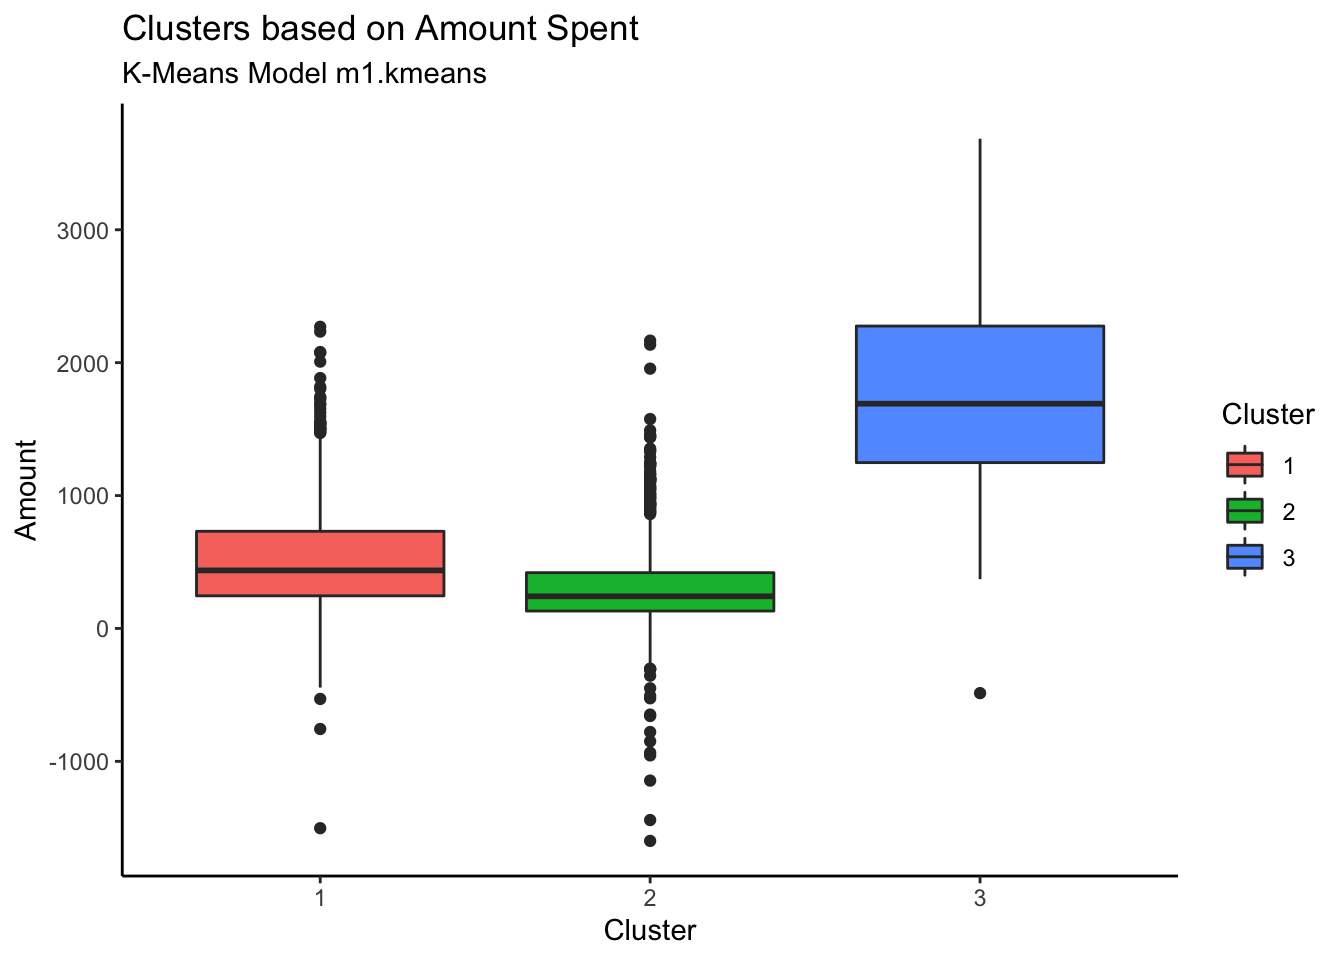 Clusters based on Amount Spent
K-Means Model m1.kmeans
Amount
3000
2000
1000
0
-1000
1
2
3
Cluster
Cluster
1
2
3